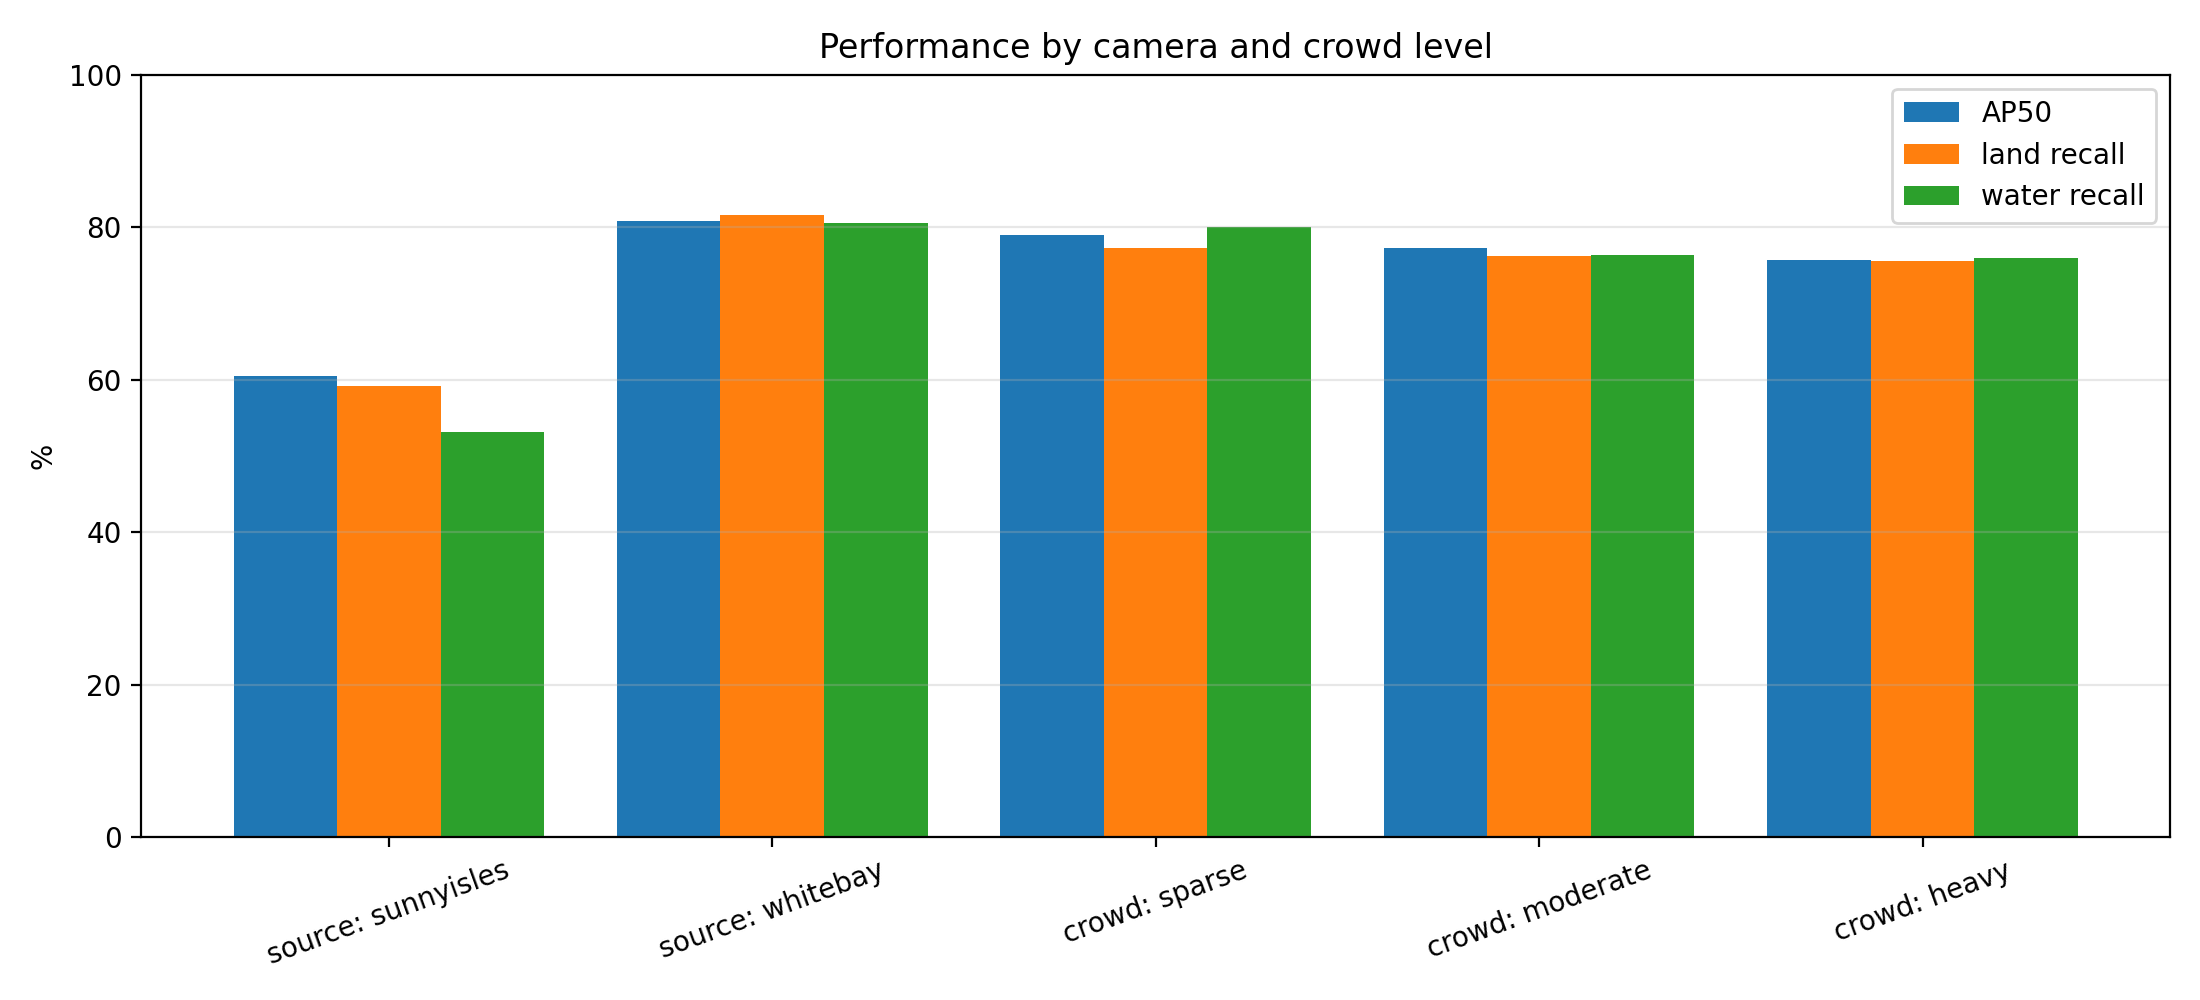 Performance by camera and crowd level
100
80
60
40
20
0
%
AP50
land recall
water recall
source: sunnyisles
source: whitebay
crowd: sparse
crowd: moderate
crowd: heavy